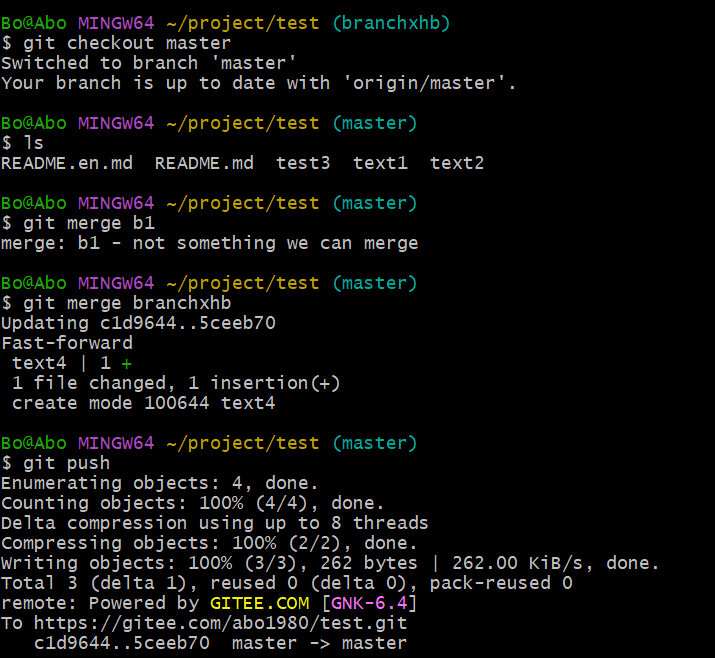 Bo@Abo MINGW64 ~/project/test (branchxhb)
$ git checkout master
Switched to branch 'master'
Your branch is up to date with 'origin/master'.
Bo@Abo MINGW64 ~/project/test (master)
$ ls
README.en.md  README.md  test3  text1  text2
Bo@Abo MINGW64 ~/project/test (master)
$ git merge b1
merge: b1 - not something we can merge
Bo@Abo MINGW64 ~/project/test (master)
$ git merge branchxhb
Updating c1d9644..5ceeb70
Fast-forward
 text4 | 1 +
 1 file changed, 1 insertion(+)
 create mode 100644 text4
Bo@Abo MINGW64 ~/project/test (master)
$ git push
Enumerating objects: 4, done.
Counting objects: 100% (4/4), done.
Delta compression using up to 8 threads
Compressing objects: 100% (2/2), done.
Writing objects: 100% (3/3), 262 bytes | 262.00 KiB/s, done.
Total 3 (delta 1), reused 0 (delta 0), pack-reused 0
remote: Powered by GITEE.COM [GNK-6.4]
To https://gitee.com/abo1980/test.git
   c1d9644..5ceeb70  master -> master